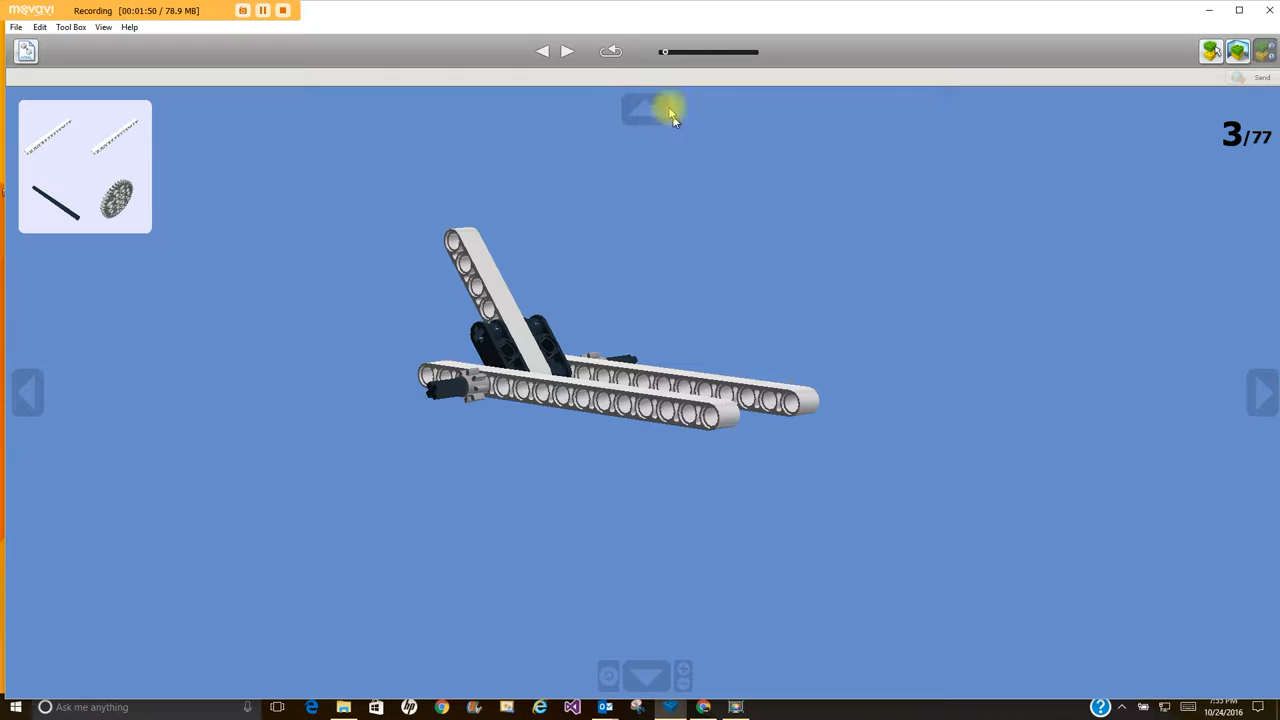 movavi Recording [00:01:50 / 78.9 MB]
File Edit Tool Box View Help
Send
3/77
Ask me anything
7:53 PM
10/24/2016